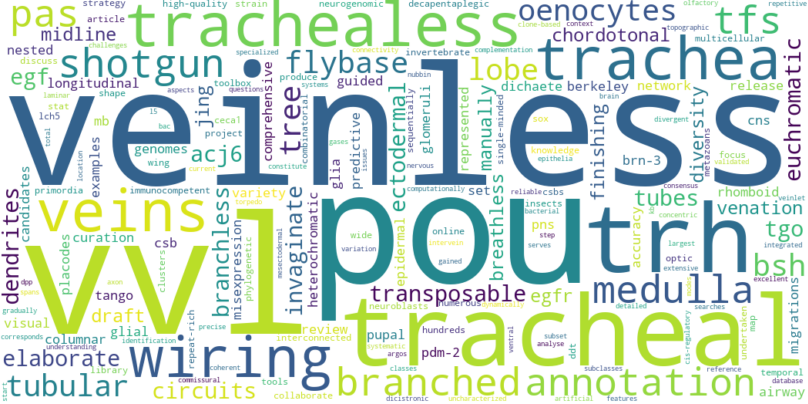 strategy high-quality strain neurogenomic decapentaplegic oenocytes clone-based context olfactory repetitive
pas article trachealess chordotonal topographic multicellular tfs
midline challenges specialized connectivity invertebrate complementation
nested discuss shotgun flybase lobe trachea
egf longitudinal toolbox produce systems guided nubbin dichaete berkeley network release
shape stat lch5 jing comprehensive tree euchromatic
veinless
mb aspects questions cecal project combinatorial predictive issues glomeruli sequentially represented manually single-minded sox finishing diversity divergent brain cns metazoans
total l5 bac genomes acj6 gases glia ectodermal computationally nervous knowledge epithelia brn-3 focus validated
examples location wing current constitute set reliable csbs consensus rhomboid veinlet
candidates primordia immunocompetent variety torpedo insects bacterial tubes venation
dendrites veins branchless invaginate pou breathless pns step serves trh accuracy kb concentric tgo
curation csb misexpression phylogenetic mesectodermal heterochromatic wide variation online intervein gained epidermal largest integrated
placodes clusters vvl optic extensive bsh
dpp tango axon transposable egfr medulla excellent
gradually visual draft glial precise review neuroblasts numerous tracheal detailed cis-regulatory undertaken migrations
corresponds columnar identification repeat-rich interconnected pupal hundreds pdm-2 ventral subset analyse ddt searches map
understanding elaborate wiring coherent systematic argos classes subclasses reference temporal
library database
start tubular commissural circuits tools collaborate dicistronic branched uncharacterized annotation artificial features airway